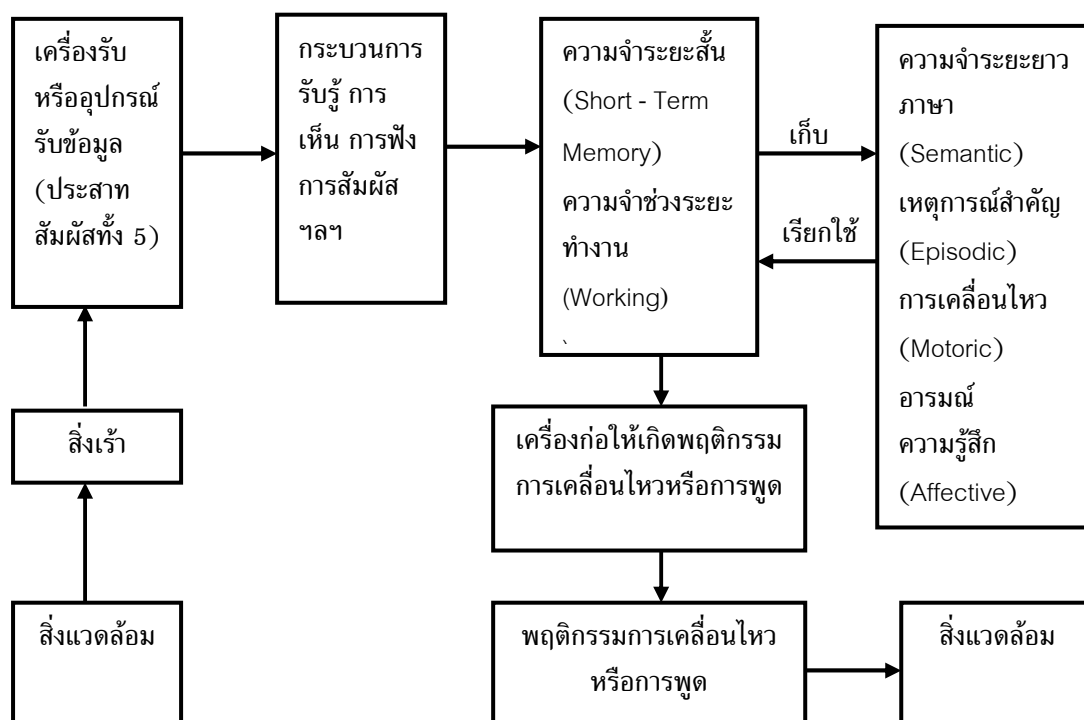 เครื่องรับ
หรืออุปกรณ์
รับข้อมูล
(ประสาท
สัมผัสทั้ง 5)
กระบวนการ
รับรู้ การ
เห็น การฟัง
การสัมผัส
ฯลฯ
ความจำระยะสั้น
(Short - Term
Memory)
ความจำช่วงระยะ
ทำงาน
(Working)
`
เก็บ
เรียกใช้
ความจำระยะยาว
ภาษา
(Semantic)
เหตุการณ์สำคัญ
(Episodic)
การเคลื่อนไหว
(Motoric)
อารมณ์
ความรู้สึก
(Affective)
สิ่งเร้า
เครื่องก่อให้เกิดพฤติกรรม
การเคลื่อนไหวหรือการพูด
สิ่งแวดล้อม
พฤติกรรมการเคลื่อนไหว
หรือการพูด
สิ่งแวดล้อม